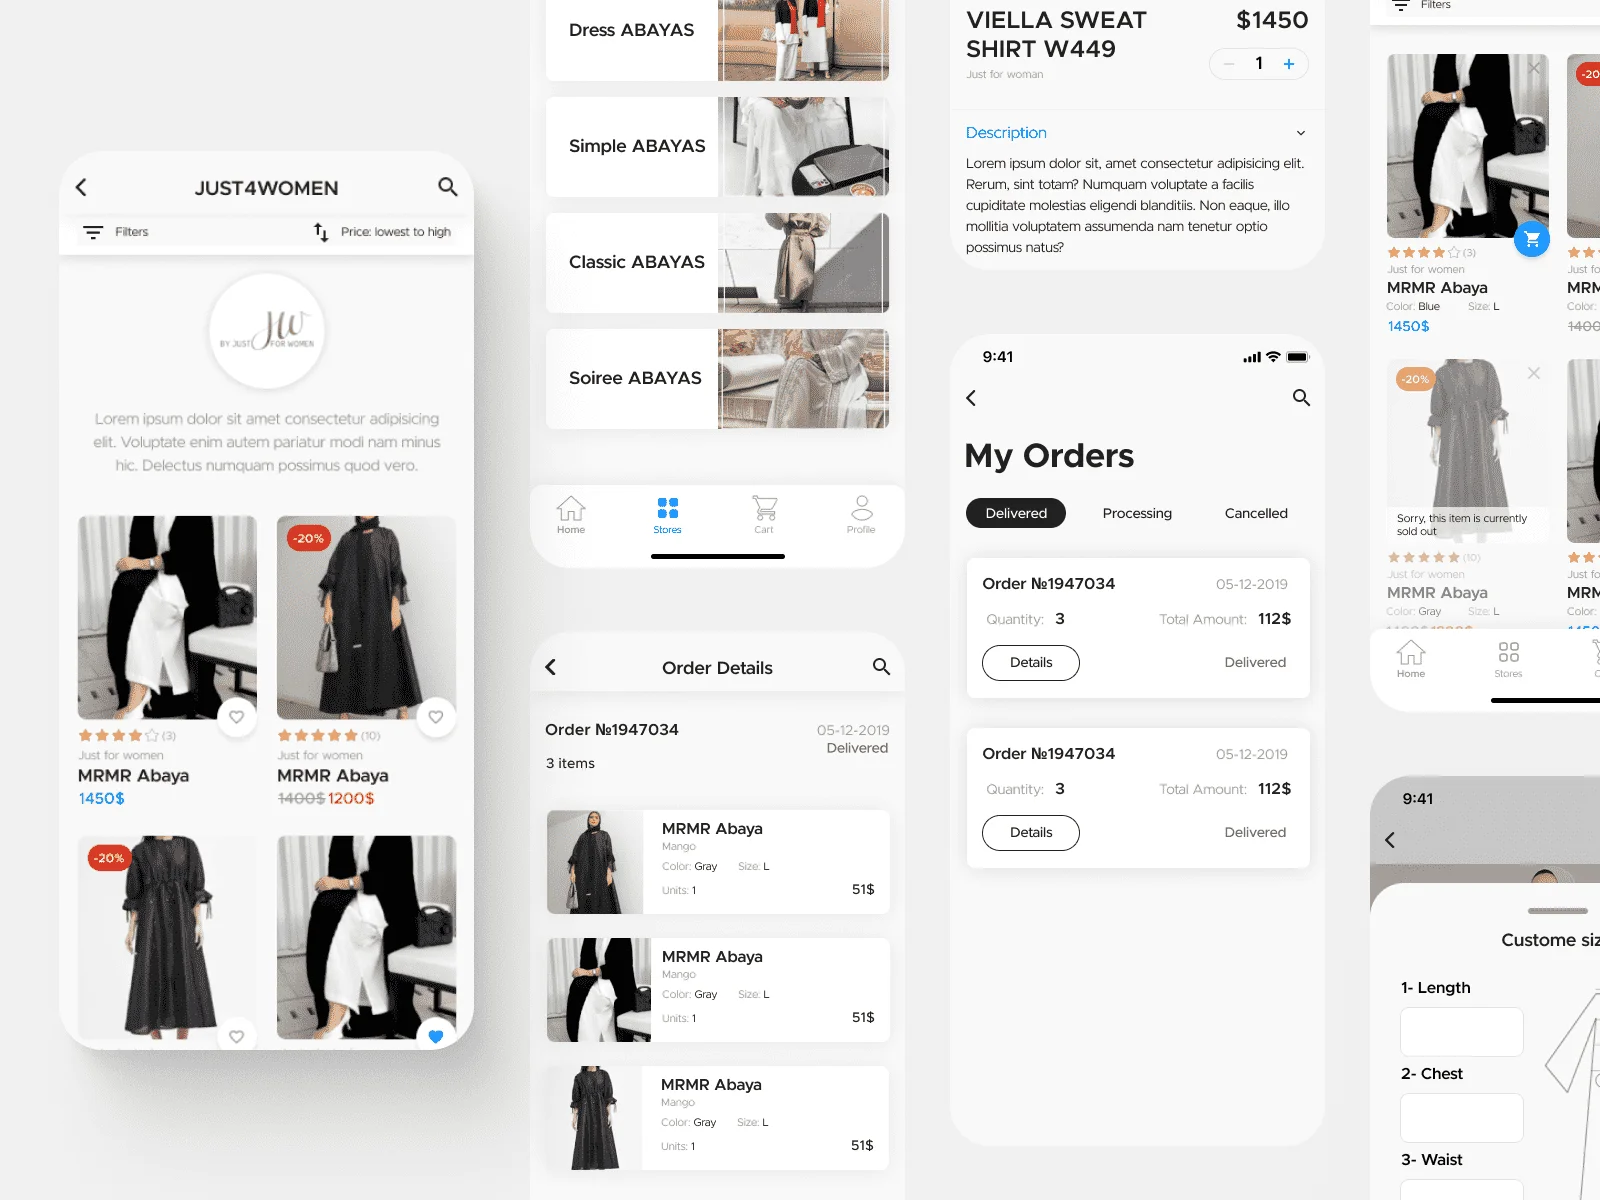 JUST4WOMEN
Filters
Price: lowest to high
JW
BY JUST FOR WOMEN
Lorem ipsum dolor sit amet consectetur adipisicing
elit. Voluptate enim autem pariatur modi nam minus
hic. Delectus numquam possimus quod vero.
-20%
(3)
(10)
Just for women
Just for women
MRMR Abaya
MRMR Abaya
1450$
1400$ 1200$
-20%
Dress ABAYAS
Simple ABAYAS
Classic ABAYAS
Soiree ABAYAS
Home
Stores
Cart
Profile
Order Details
Order №1947034
05-12-2019
Delivered
3 items
MRMR Abaya
Mango
Color: Gray Size: L
Units: 1
51$
MRMR Abaya
Mango
Color: Gray Size: L
Units: 1
51$
MRMR Abaya
Mango
Color: Gray Size: L
Units: 1
51$
VIELLA SWEAT
SHIRT W449
$1450
Just for woman
1
Description
Lorem ipsum dolor sit, amet consectetur adipisicing elit.
Rerum, sint totam? Numquam voluptate a facilis
cupiditate molestias eligendi blanditiis. Non eaque, illo
mollitia voluptatem assumenda nam tenetur optio
possimus natus?
9:41
My Orders
Delivered
Processing
Cancelled
Order №1947034
05-12-2019
Quantity: 3
Total Amount: 112$
Details
Delivered
Order №1947034
05-12-2019
Quantity: 3
Total Amount: 112$
Details
Delivered
Filters
-20
(3)
Just for women
Just fo
MRMR Abaya
MRM
Color: Blue Size: L
Color:
1450$
1400
-20%
Sorry, this item is currently
sold out
(10)
Just for women
Just fo
MRMR Abaya
MRM
Color: Gray Size: L
Color:
Home
Stores
C
9:41
Custome siz
1- Length
2- Chest
3- Waist